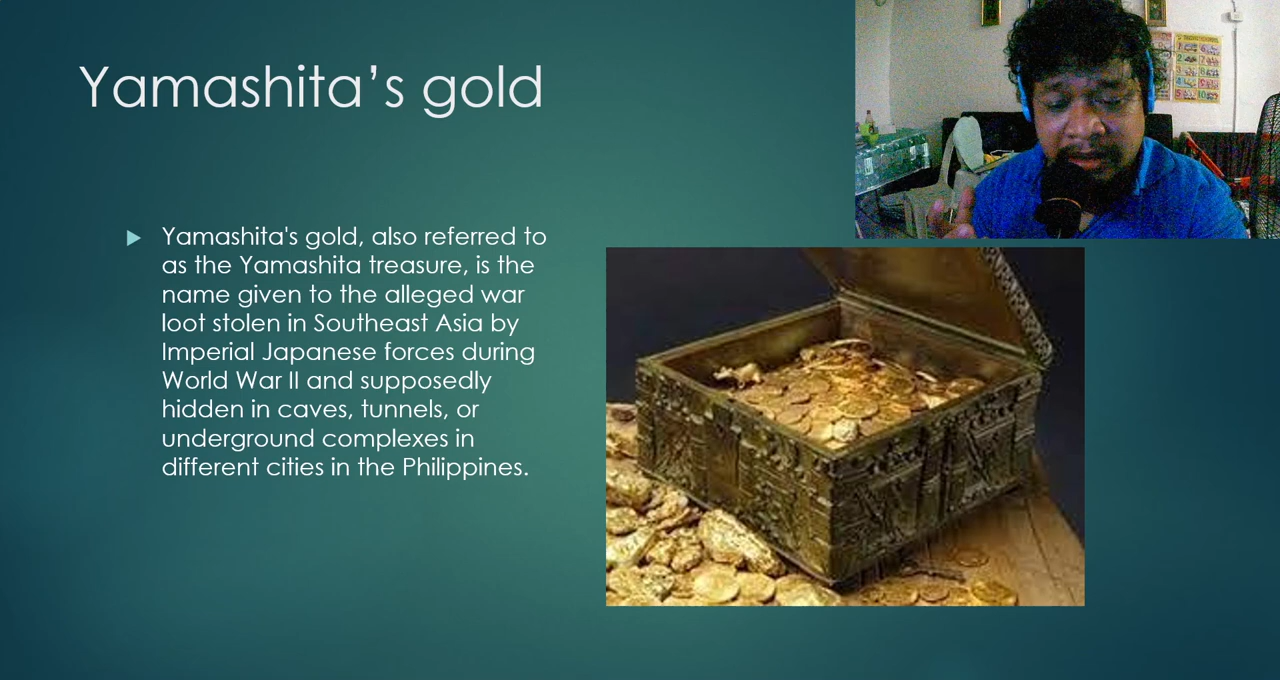 Yamashita’s gold
Yamashita's gold, also referred to
as the Yamashita treasure, is the
name given to the alleged war
loot stolen in Southeast Asia by
Imperial Japanese forces during
World War II and supposedly
hidden in caves, tunnels, or
underground complexes in
different cities in the Philippines.